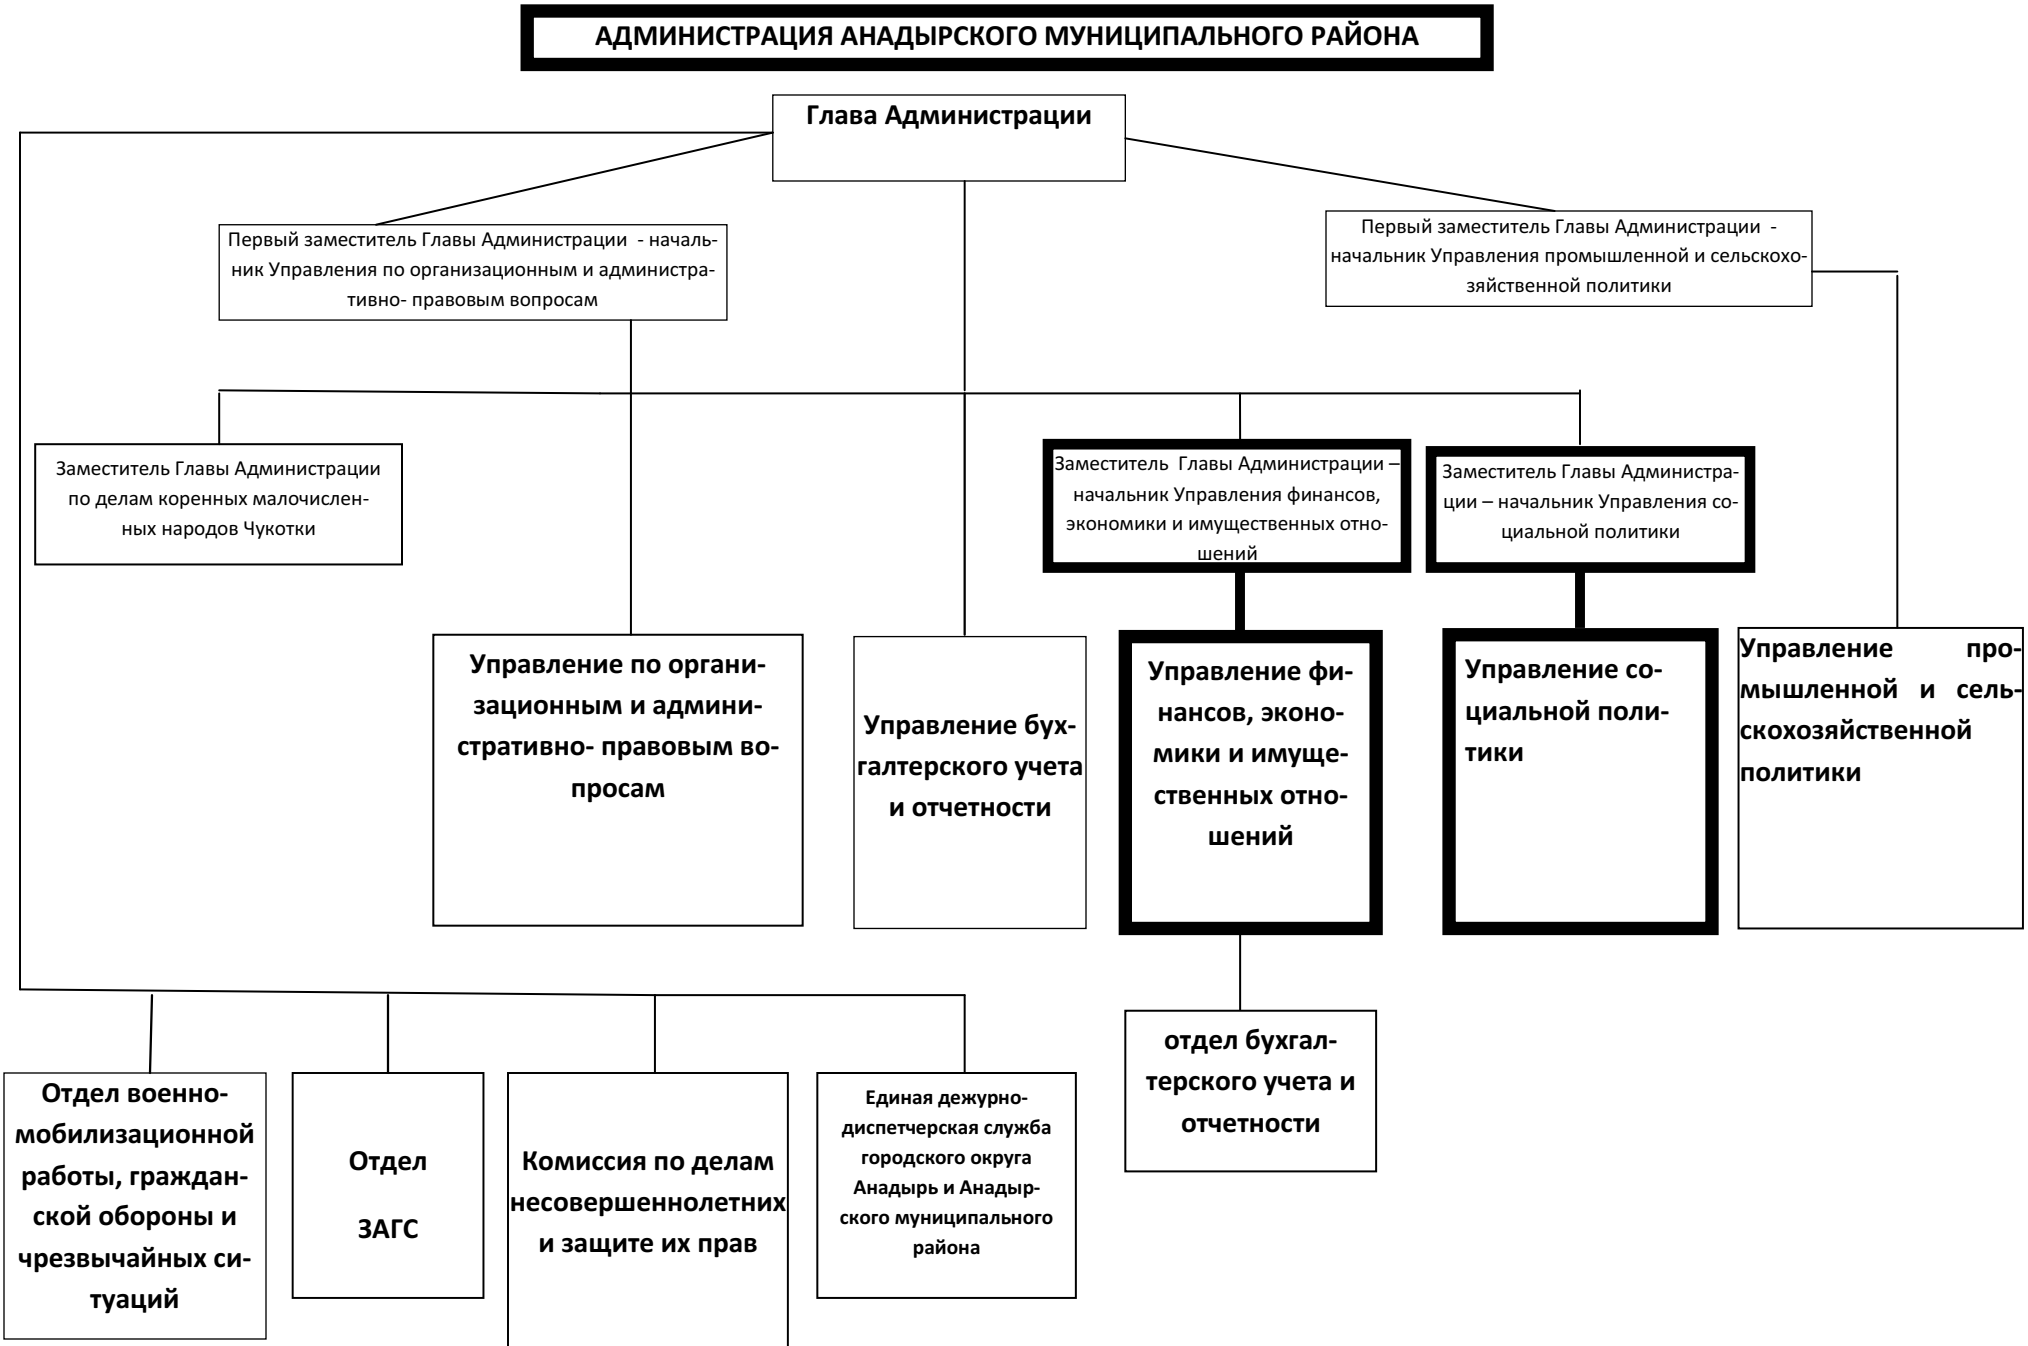 АДМИНИСТРАЦИЯ АНАДЫРСКОГО МУНИЦИПАЛЬНОГО РАЙОНА
Глава Администрации
Первый заместитель Главы Администрации - началь-
ник Управления по организационным и администра-
тивно- правовым вопросам
Первый заместитель Главы Администрации -
начальник Управления промышленной и сельскохо-
зяйственной политики
Заместитель Главы Администрации
по делам коренных малочислен-
ных народов Чукотки
Заместитель Главы Администрации –
начальник Управления финансов,
экономики и имущественных отно-
шений
Заместитель Главы Администра-
ции – начальник Управления со-
циальной политики
Управление по органи-
зационным и админи-
стративно- правовым во-
просам
Управление бух-
галтерского учета
и отчетности
Управление фи-
нансов, эконо-
мики и имуще-
ственных отно-
шений
Управление со-
циальной поли-
тики
Управление про-
мышленной и сель-
скохозяйственной
политики
Отдел военно-
мобилизационной
работы, граждан-
ской обороны и
чрезвычайных си-
туаций
Отдел
ЗАГС
Комиссия по делам
несовершеннолетних
и защите их прав
Единая дежурно-
диспетчерская служба
городского округа
Анадырь и Анадыр-
ского муниципального
района
отдел бухгал-
терского учета и
отчетности